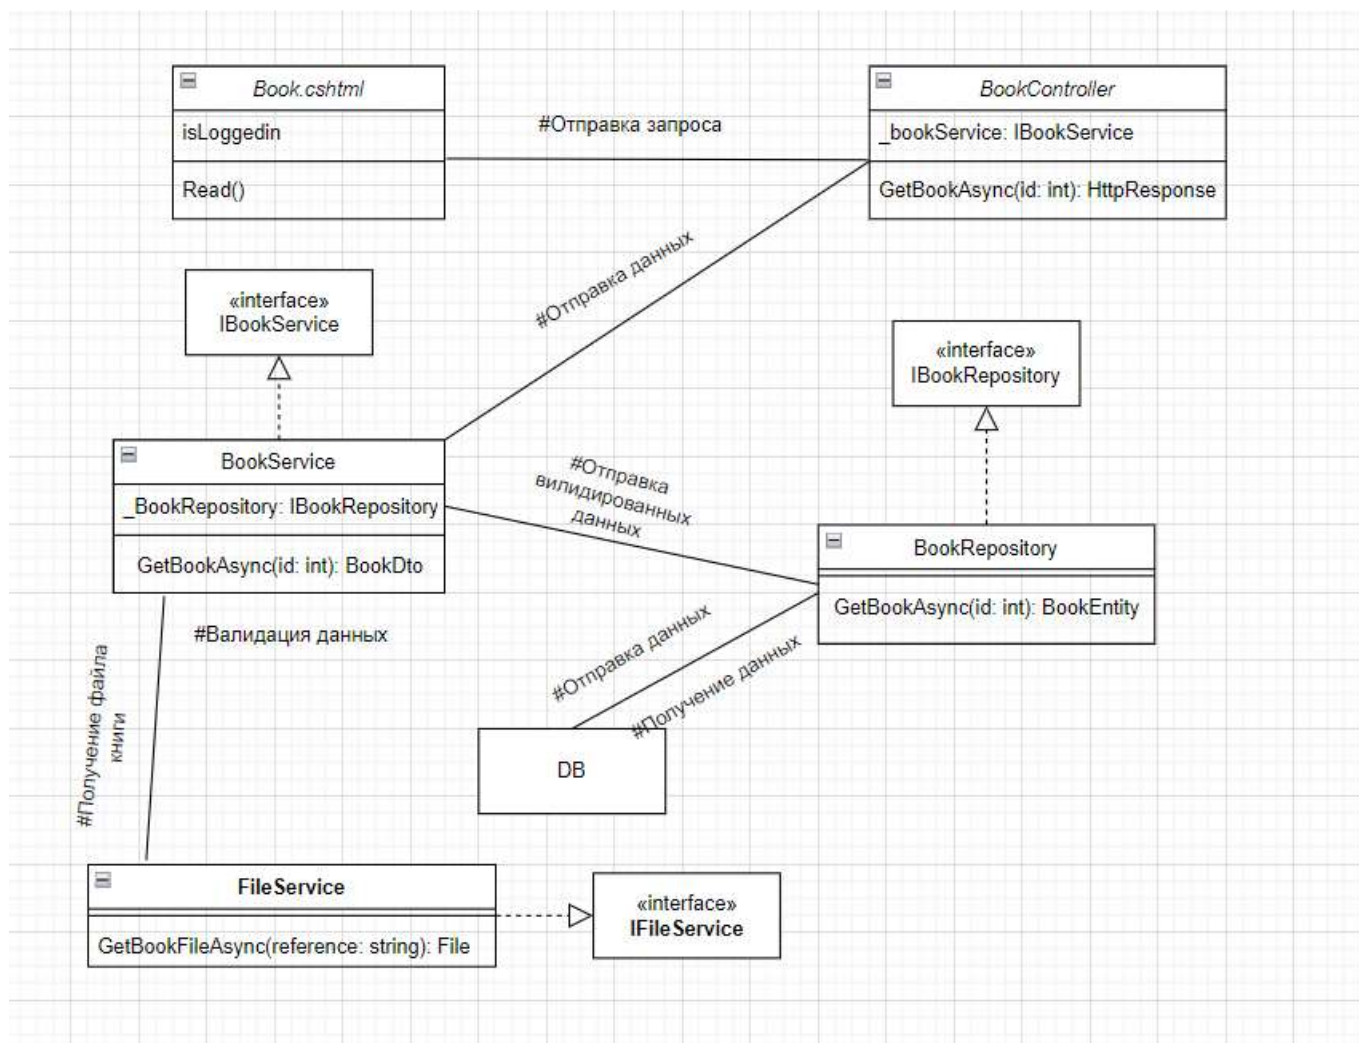 Book.cshtml
isLoggedin
Read()
#Отправка запроса
BookController
_bookService: IBookService
GetBookAsync(id: int): HttpResponse
#Отправка данных
«interface»
IBookService
«interface»
IBookRepository
BookService
_BookRepository: IBookRepository
GetBookAsync(id: int): BookDto
#Отправка
вилидированных
данных
BookRepository
GetBookAsync(id: int): BookEntity
#Валидация данных
#Отправка данных
#Получение данных
#Получение файла
книги
DB
FileService
GetBookFileAsync(reference: string): File
«interface»
IFileService